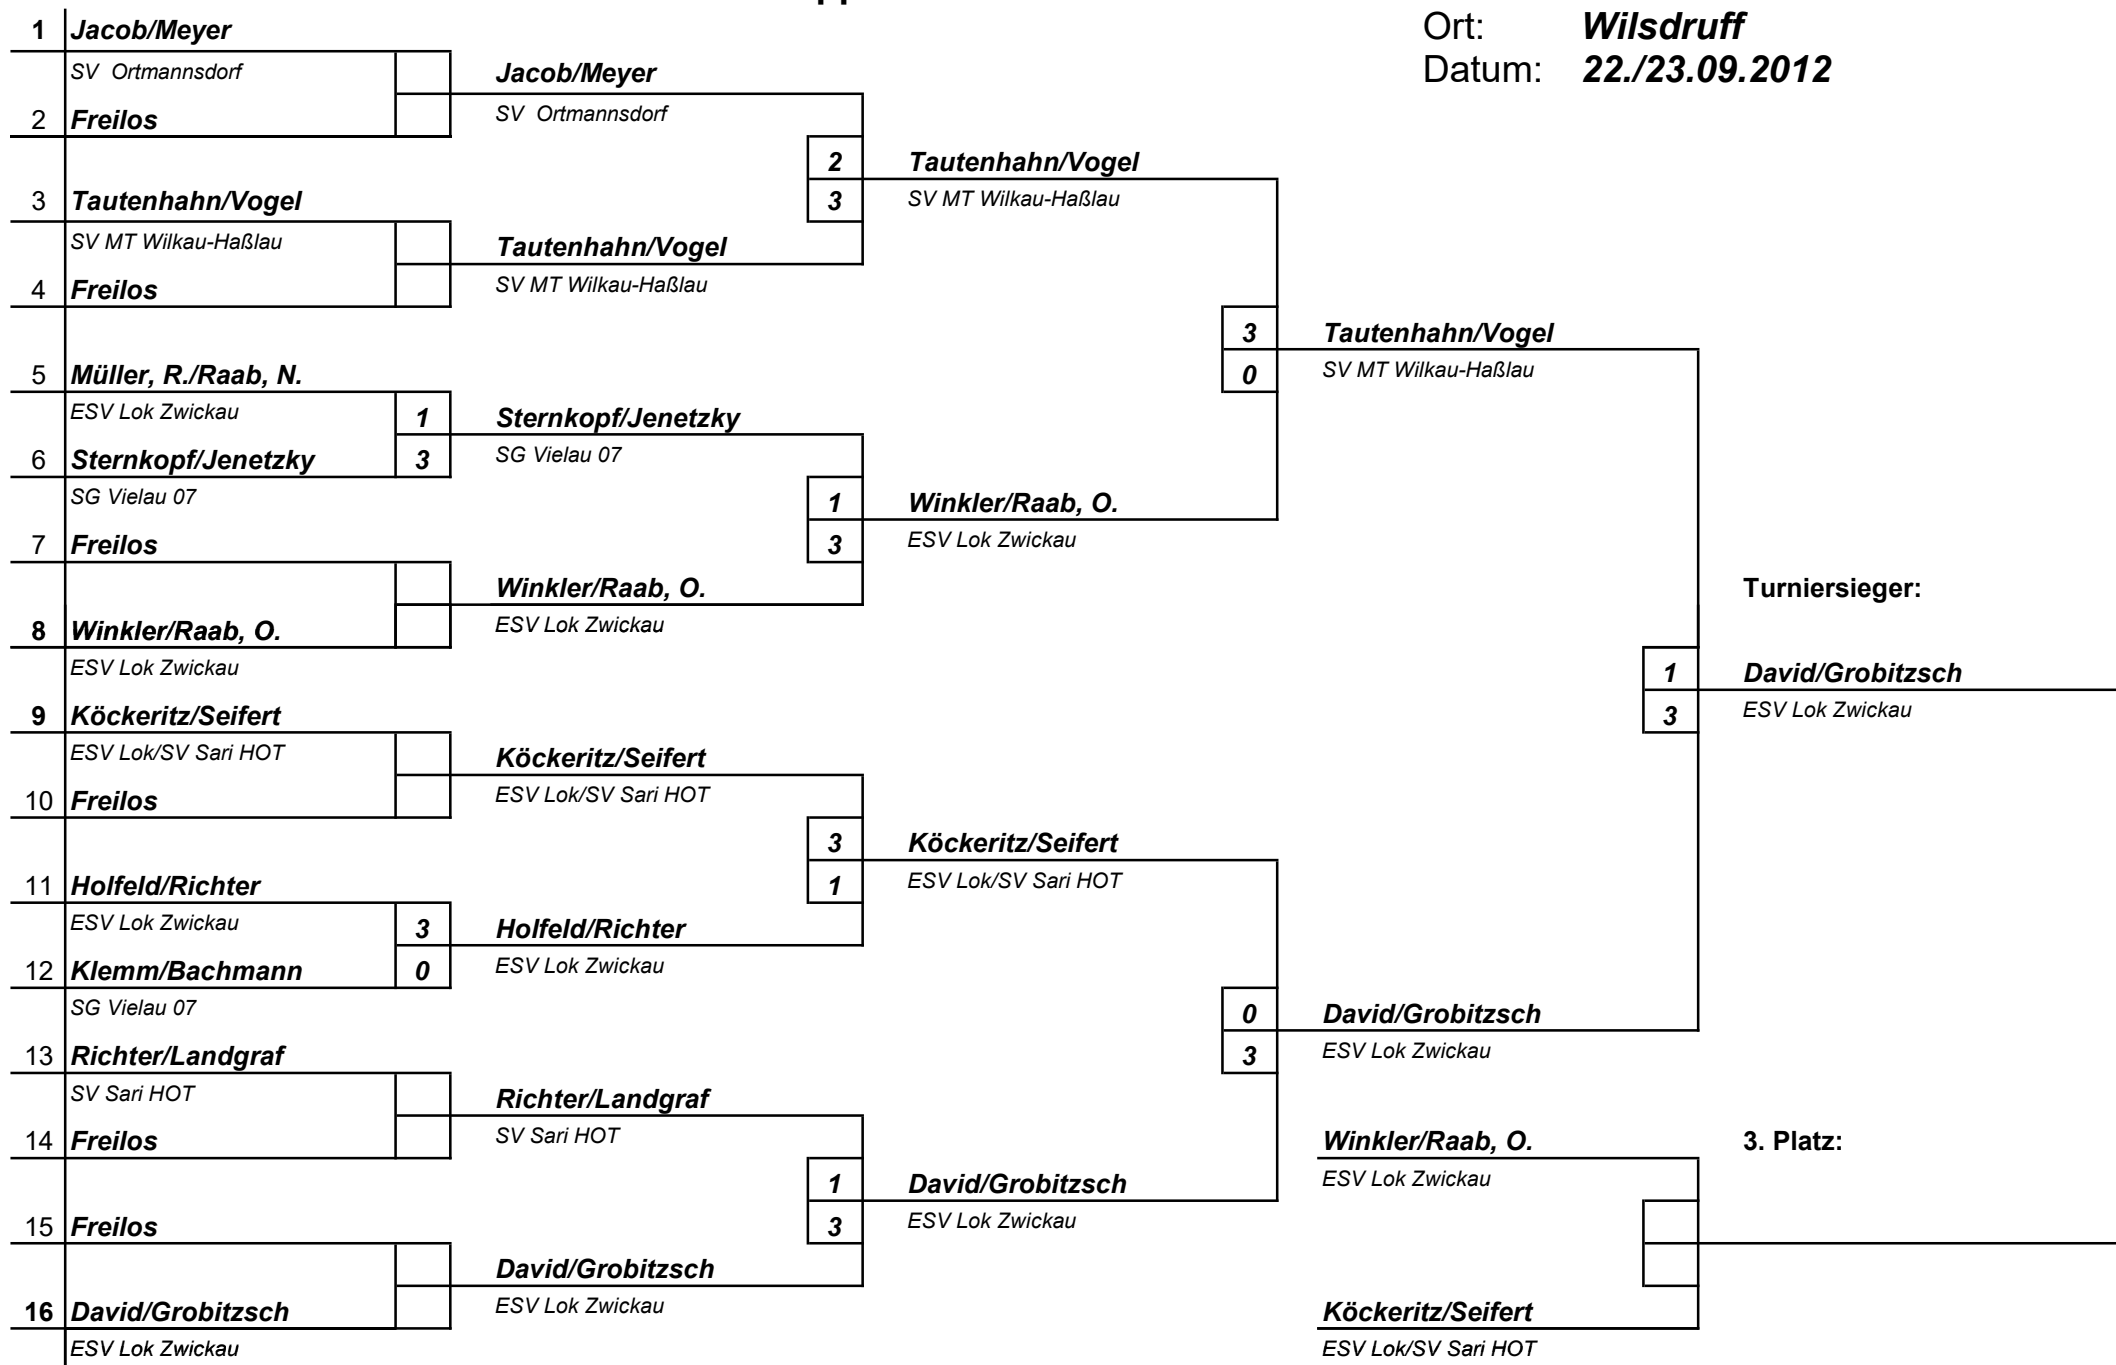 Ort: Wilsdruff
Datum: 22./23.09.2012
1 Jacob/Meyer
SV Ortmannsdorf
2 Freilos
3 Tautenhahn/Vogel
SV MT Wilkau-Haßlau
4 Freilos
5 Müller, R./Raab, N.
ESV Lok Zwickau 1
6 Sternkopf/Jenetzky 3
SG Vielau 07
7 Freilos
8 Winkler/Raab, O.
ESV Lok Zwickau
9 Köckeritz/Seifert
ESV Lok/SV Sari HOT
10 Freilos
11 Holfeld/Richter
ESV Lok Zwickau 3
12 Klemm/Bachmann 0
SG Vielau 07
13 Richter/Landgraf
SV Sari HOT
14 Freilos
15 Freilos
16 David/Grobitzsch
ESV Lok Zwickau
Jacob/Meyer
SV Ortmannsdorf
2
3
Tautenhahn/Vogel
SV MT Wilkau-Haßlau
Sternkopf/Jenetzky
SG Vielau 07
1
3
Winkler/Raab, O.
ESV Lok Zwickau
Köckeritz/Seifert
ESV Lok/SV Sari HOT
3
1
Holfeld/Richter
ESV Lok Zwickau
Richter/Landgraf
SV Sari HOT
1
3
David/Grobitzsch
ESV Lok Zwickau
Tautenhahn/Vogel
SV MT Wilkau-Haßlau
3
0
Winkler/Raab, O.
ESV Lok Zwickau
Köckeritz/Seifert
ESV Lok/SV Sari HOT
0
3
David/Grobitzsch
ESV Lok Zwickau
Tautenhahn/Vogel
SV MT Wilkau-Haßlau
1
3
David/Grobitzsch
ESV Lok Zwickau
Turniersieger:
David/Grobitzsch
ESV Lok Zwickau
Winkler/Raab, O.
ESV Lok Zwickau
Köckeritz/Seifert
ESV Lok/SV Sari HOT
3. Platz: